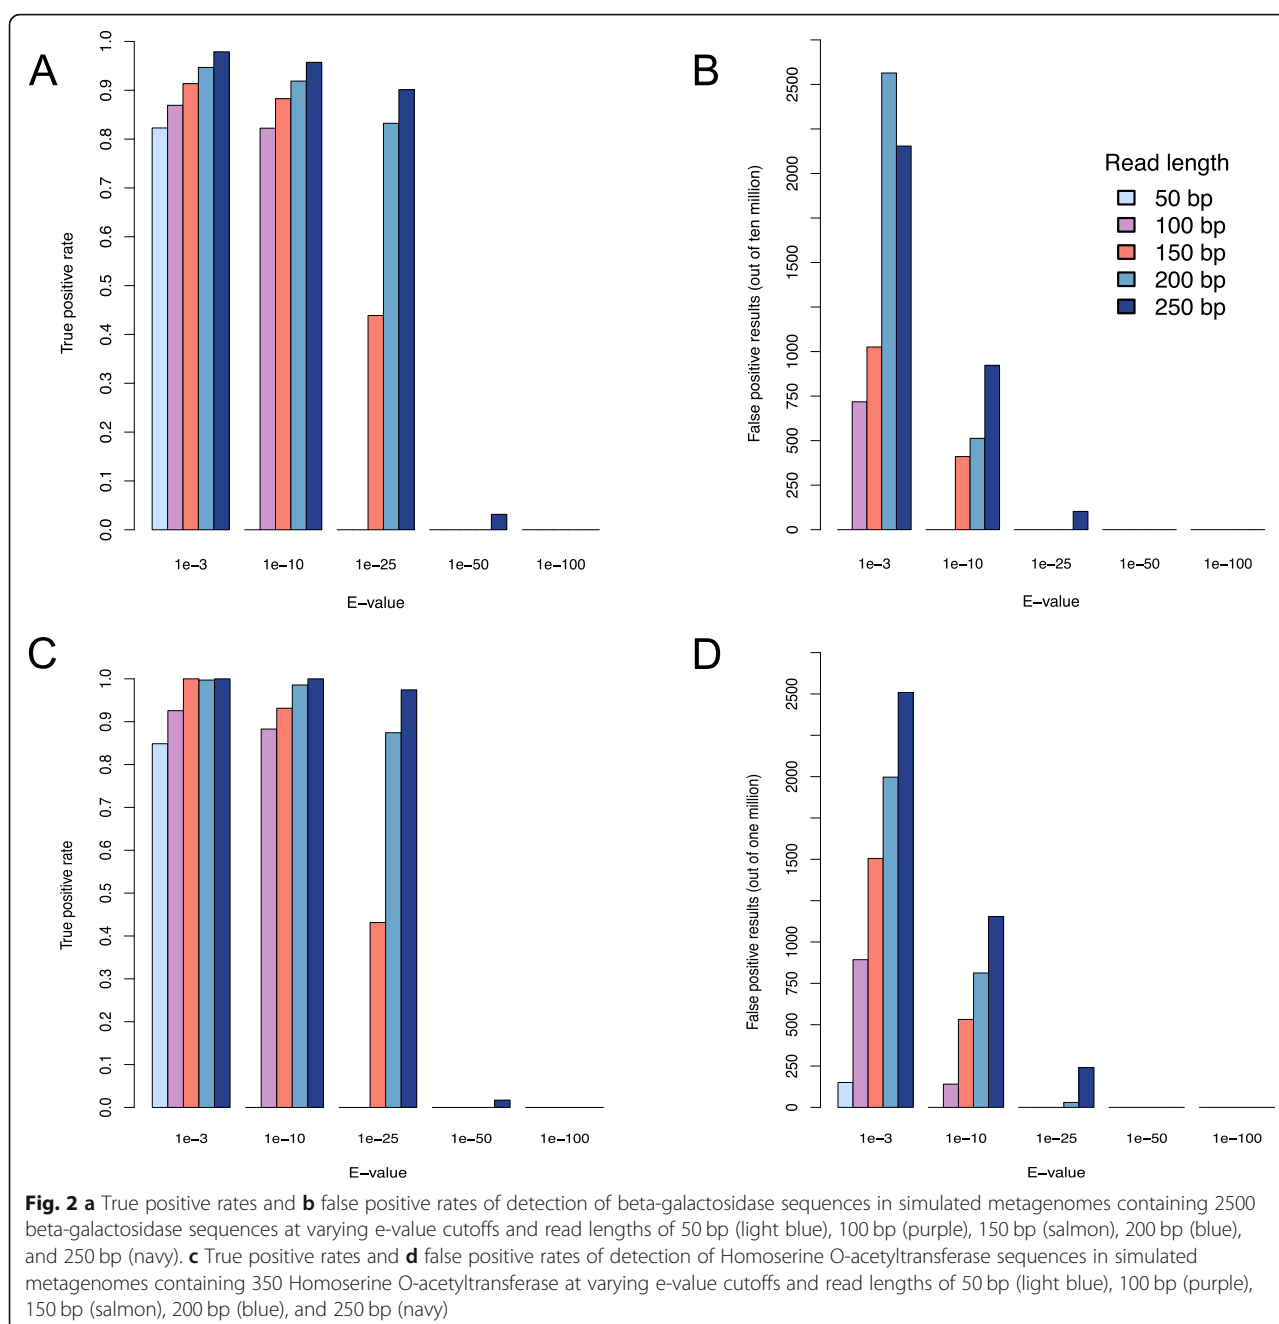 A
True positive rate
0.0 0.1 0.2 0.3 0.4 0.5 0.6 0.7 0.8 0.9 1.0
1e−3 1e−10 1e−25 1e−50 1e−100
E−value
B
False positive results (out of ten million)
0 250 500 750 1000 1500 2000 2500
Read length
50 bp
100 bp
150 bp
200 bp
250 bp
1e−3 1e−10 1e−25 1e−50 1e−100
E−value
C
True positive rate
0.0 0.1 0.2 0.3 0.4 0.5 0.6 0.7 0.8 0.9 1.0
1e−3 1e−10 1e−25 1e−50 1e−100
E−value
D
False positive results (out of one million)
0 250 500 750 1000 1500 2000 2500
1e−3 1e−10 1e−25 1e−50 1e−100
E−value
Fig. 2 a True positive rates and b false positive rates of detection of beta-galactosidase sequences in simulated metagenomes containing 2500
beta-galactosidase sequences at varying e-value cutoffs and read lengths of 50 bp (light blue), 100 bp (purple), 150 bp (salmon), 200 bp (blue),
and 250 bp (navy). c True positive rates and d false positive rates of detection of Homoserine O-acetyltransferase sequences in simulated
metagenomes containing 350 Homoserine O-acetyltransferase at varying e-value cutoffs and read lengths of 50 bp (light blue), 100 bp (purple),
150 bp (salmon), 200 bp (blue), and 250 bp (navy)